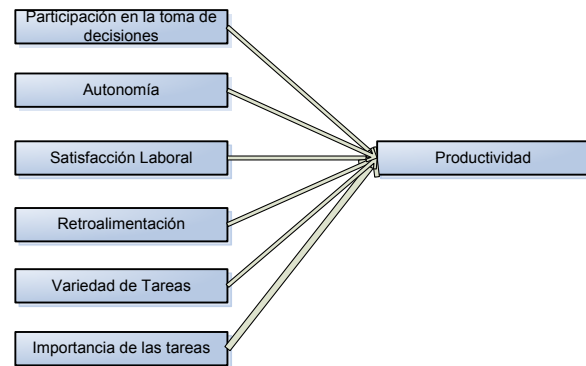 Participación en la toma de
decisiones
Autonomía
Satisfacción Laboral
Productividad
Retroalimentación
Variedad de Tareas
Importancia de las tareas